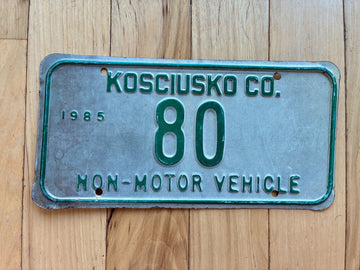 KOSCIUSKO CO.
1985
80
NON-MOTOR VEHICLE